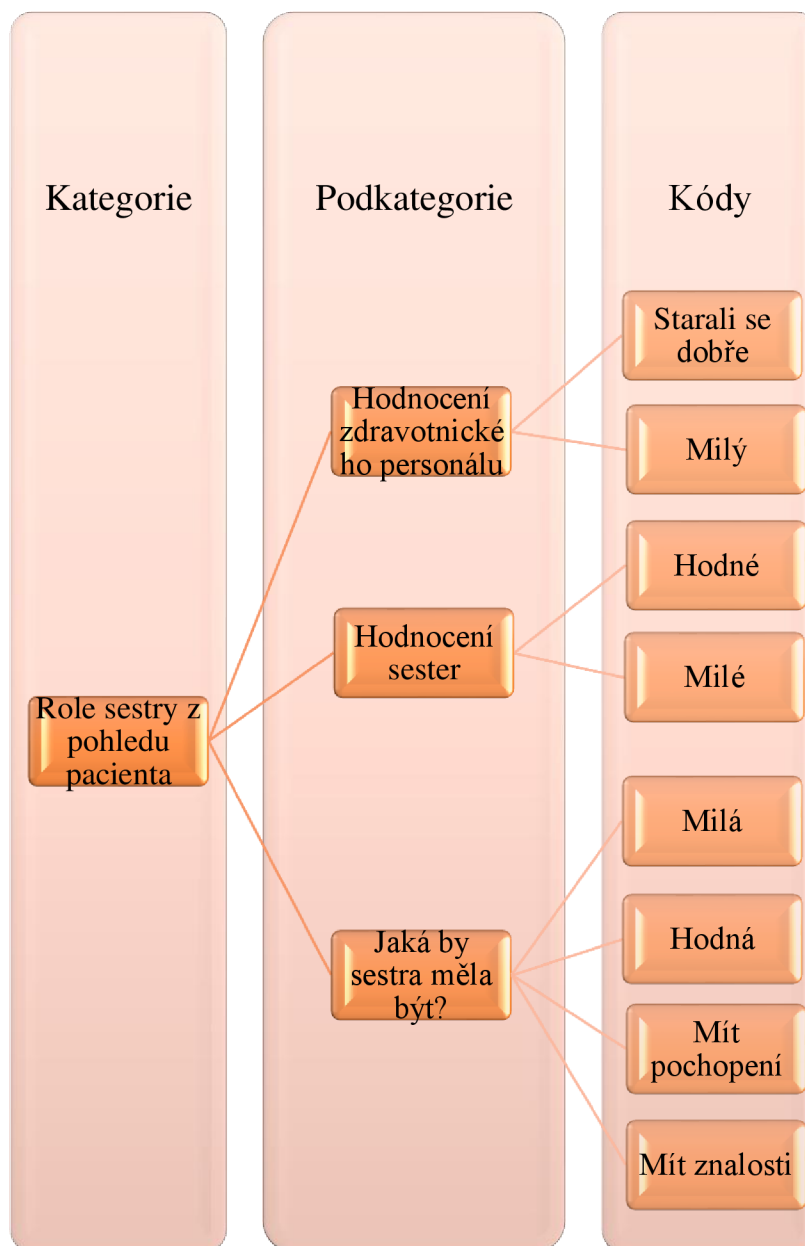 Kategorie
Podkategorie
Kódy
Role sestry z
pohledu
pacienta
Hodnocení
zdravotnické
ho personálu
Starali se
dobře
Milý
Hodnocení
sester
Hodné
Milé
Jaká by
sestra měla
být?
Milá
Hodná
Mít
pochopení
Mít znalosti